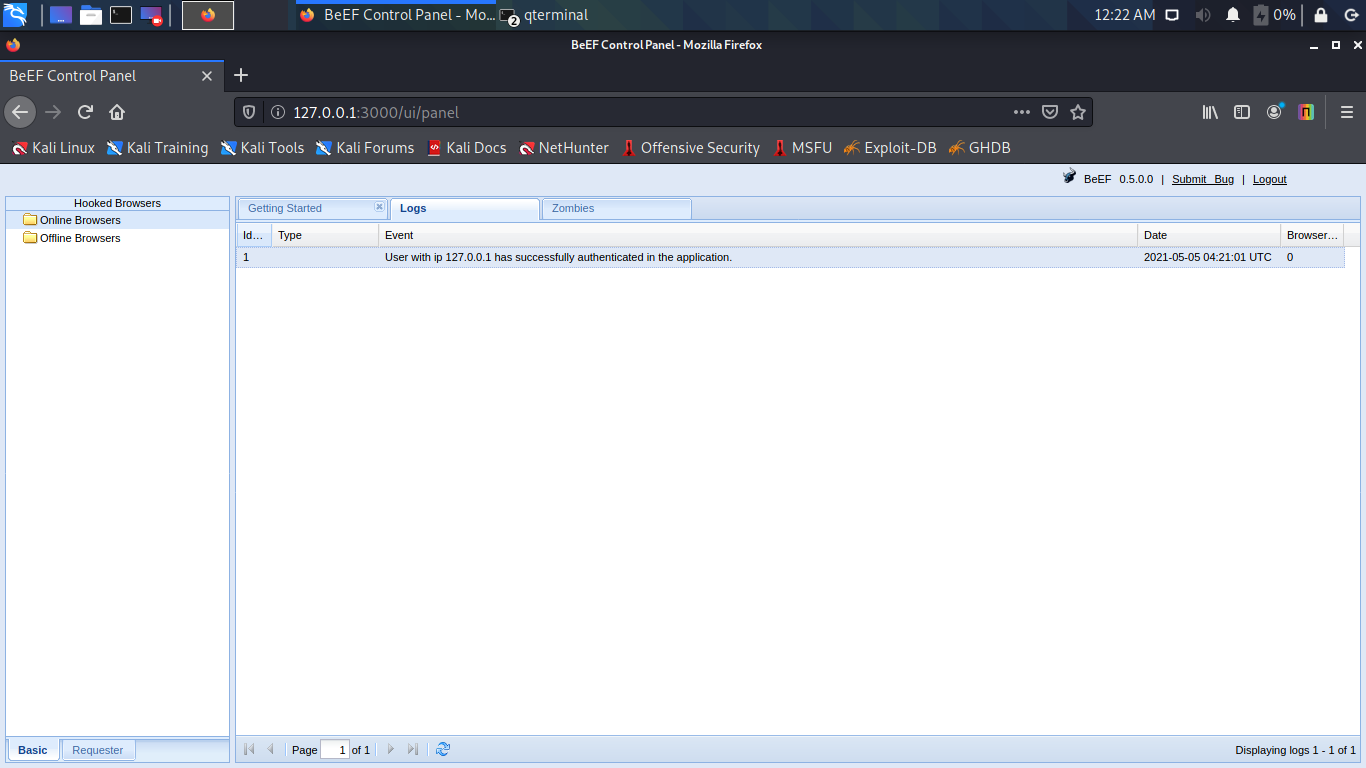 BeEF Control Panel - Mo... 2 qterminal 12:22 AM 0%
BeEF Control Panel - Mozilla Firefox
BeEF Control Panel
127.0.0.1:3000/ui/panel
Kali Linux Kali Training Kali Tools Kali Forums Kali Docs NetHunter Offensive Security MSFU Exploit-DB GHDB
BeEF 0.5.0.0 | Submit Bug | Logout
Hooked Browsers
Online Browsers
Offline Browsers
Getting Started Logs Zombies
Id... Type Event Date Browser...
1 User with ip 127.0.0.1 has successfully authenticated in the application. 2021-05-05 04:21:01 UTC 0
Basic Requester
Page 1 of 1 Displaying logs 1 - 1 of 1